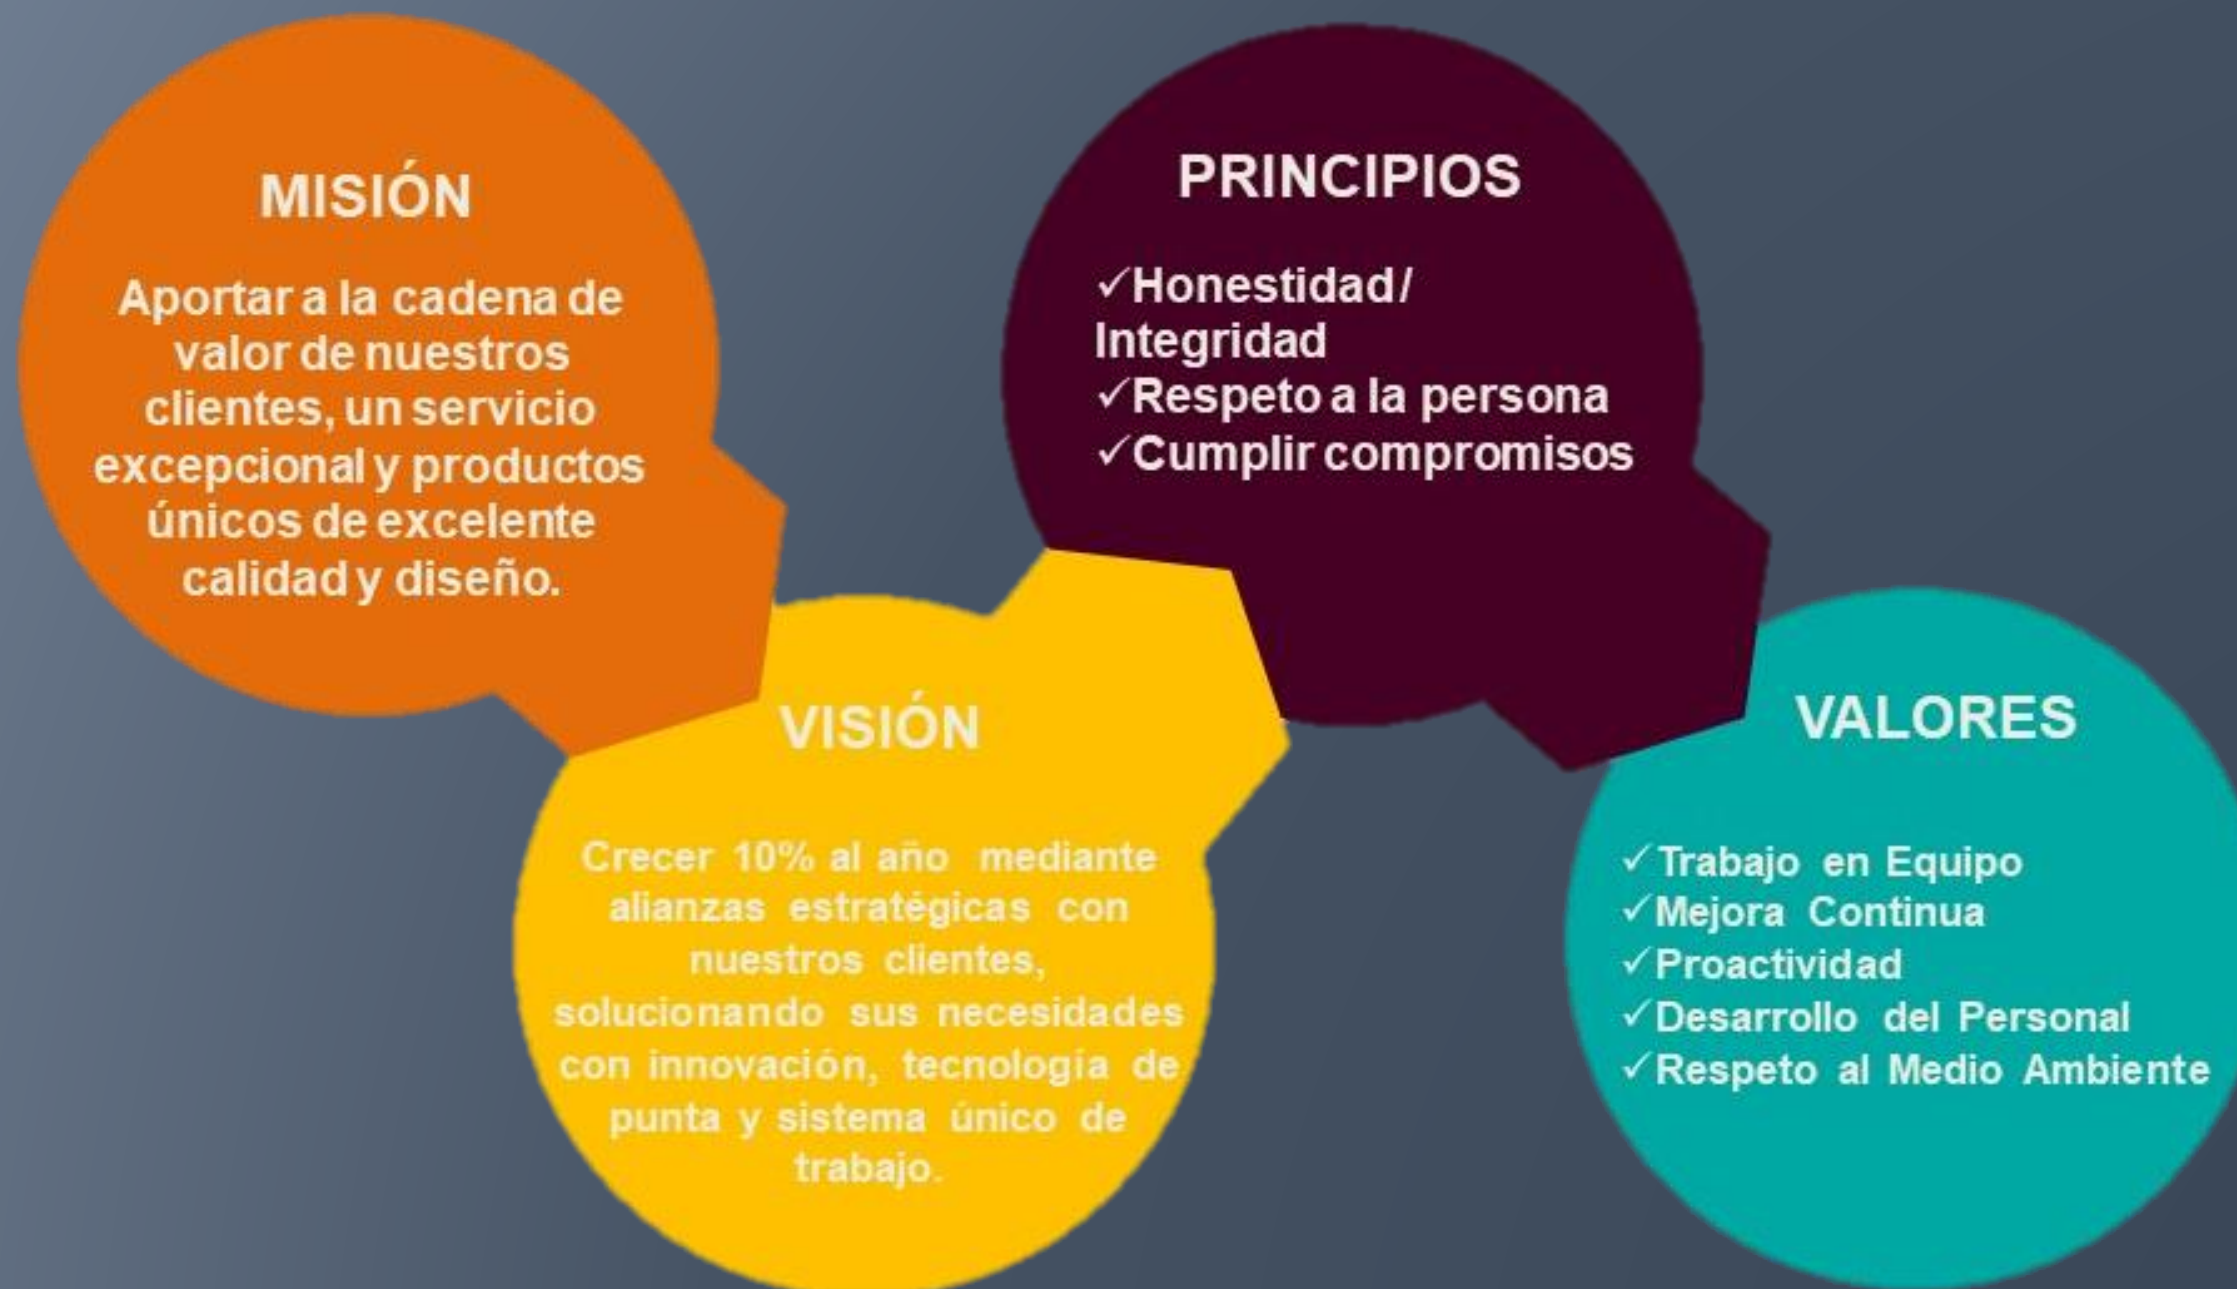 MISIÓN
Aportar a la cadena de
valor de nuestros
clientes, un servicio
excepcional y productos
únicos de excelente
calidad y diseño.
VISIÓN
Crecer 10% al año mediante
alianzas estratégicas con
nuestros clientes,
solucionando sus necesidades
con innovación, tecnología de
punta y sistema único de
trabajo.
PRINCIPIOS
✓Honestidad/
Integridad
✓Respeto a la persona
✓Cumplir compromisos
VALORES
✓Trabajo en Equipo
✓Mejora Continua
✓Proactividad
✓Desarrollo del Personal
✓Respeto al Medio Ambiente